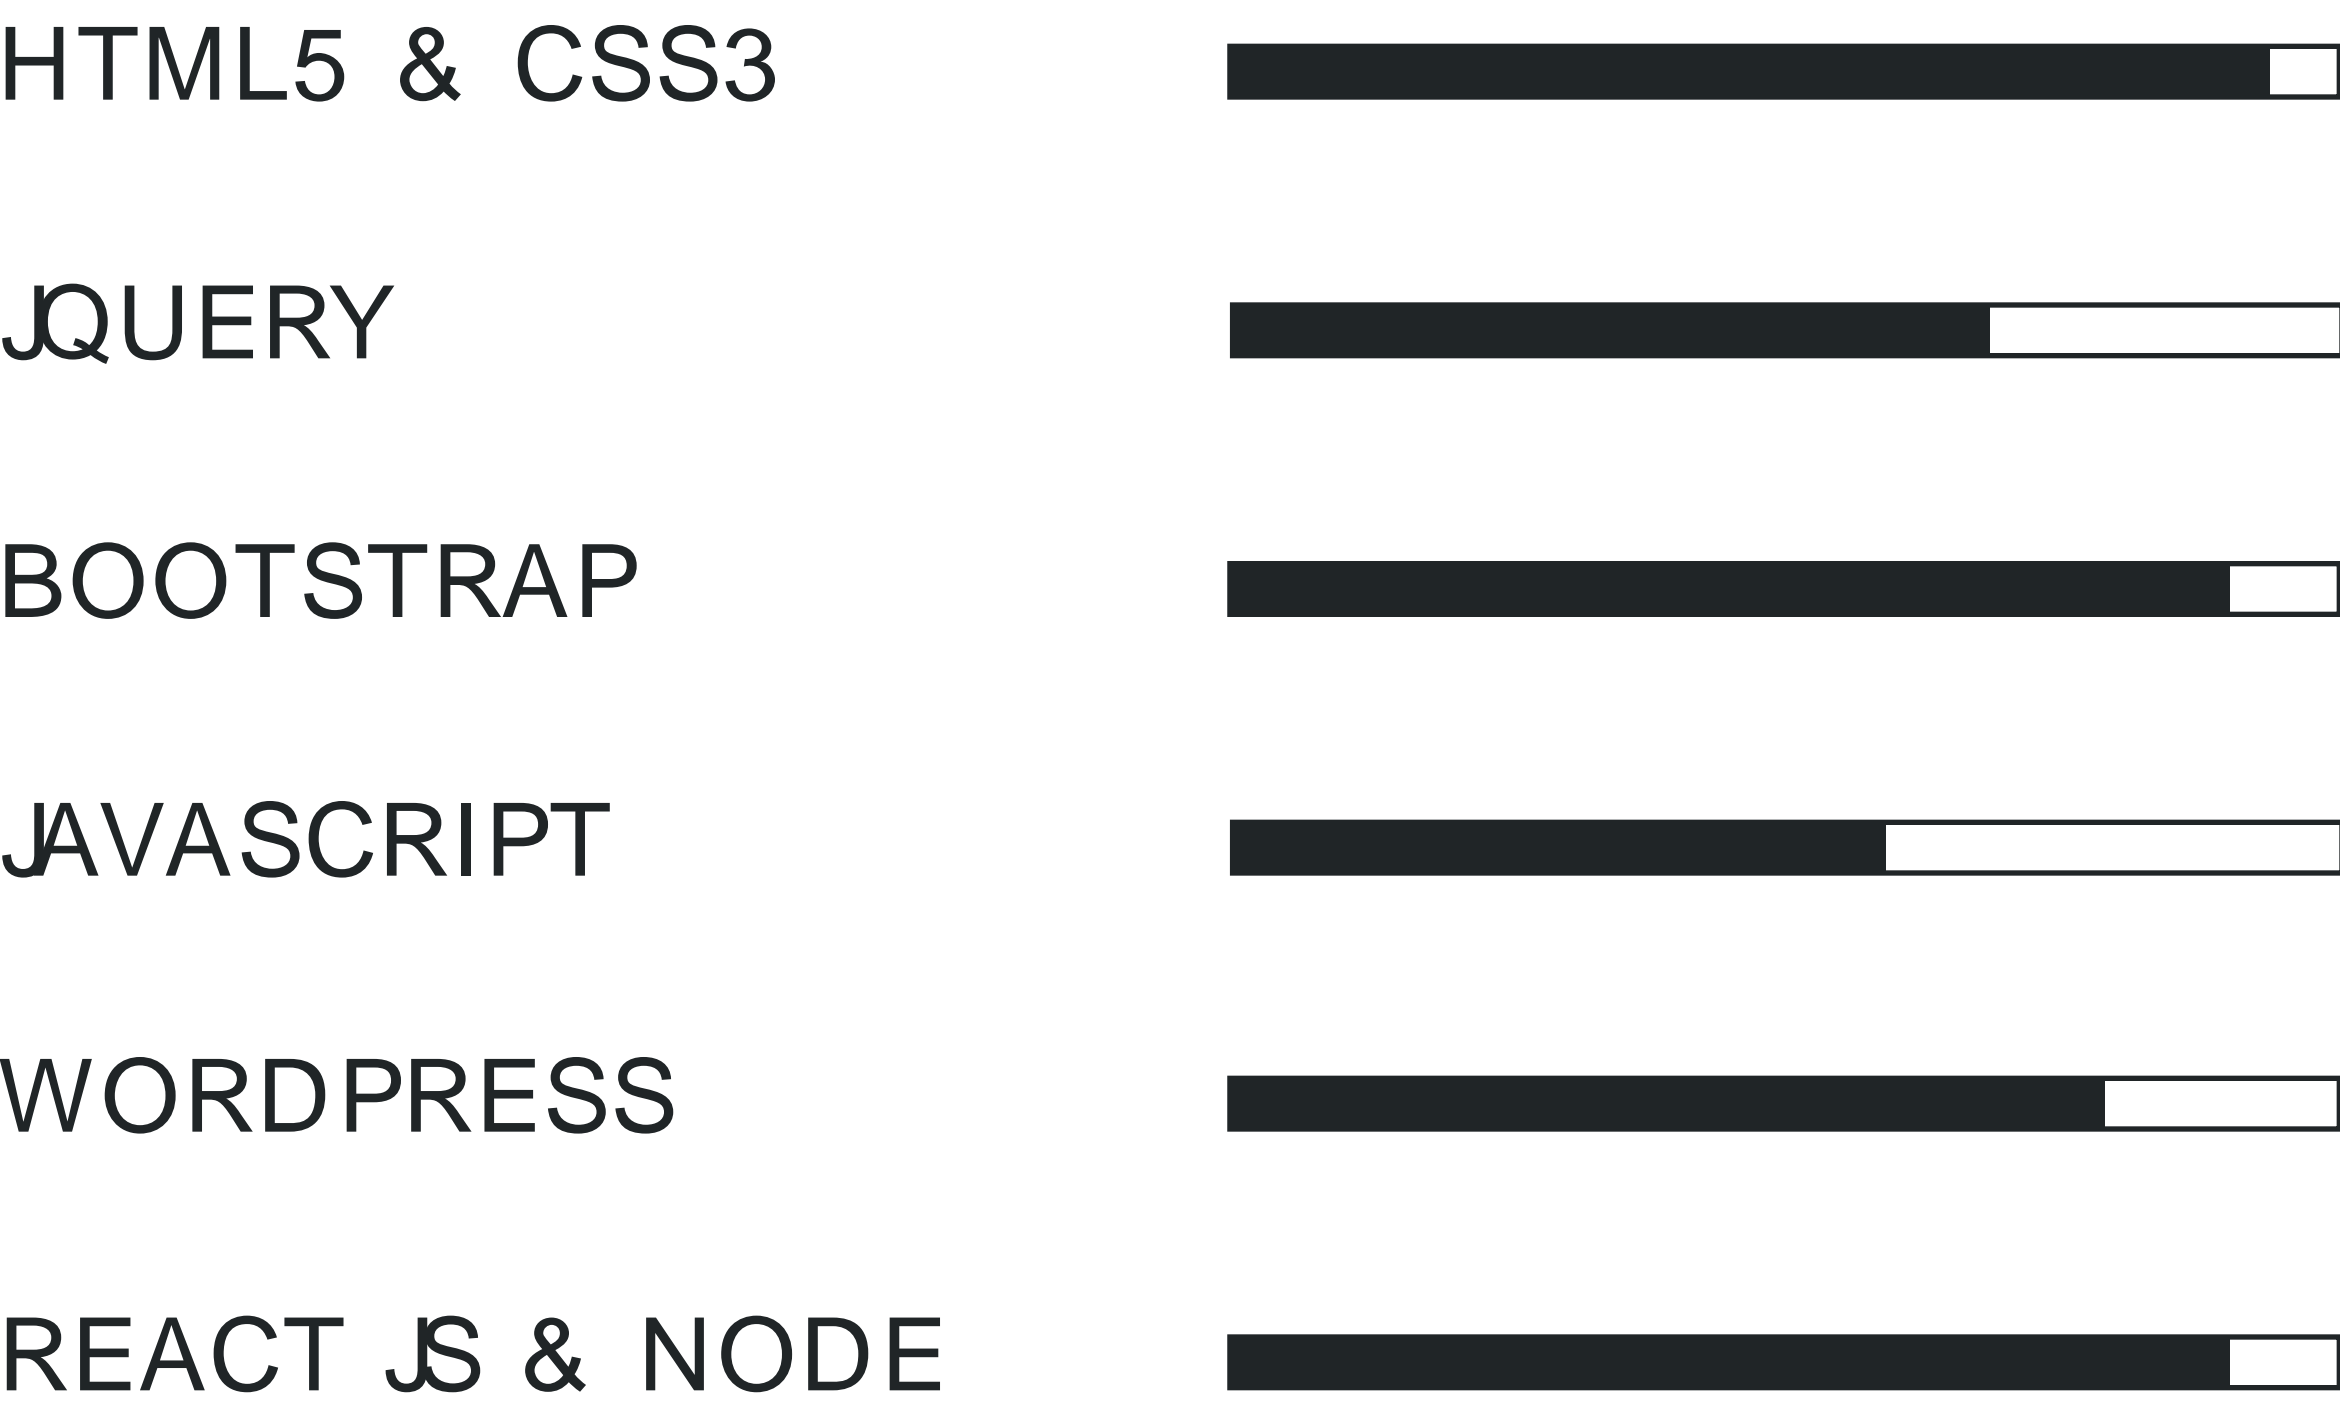 HTML5 & CSS3
JQUERY
BOOTSTRAP
JAVASCRIPT
WORDPRESS
REACT JS & NODE